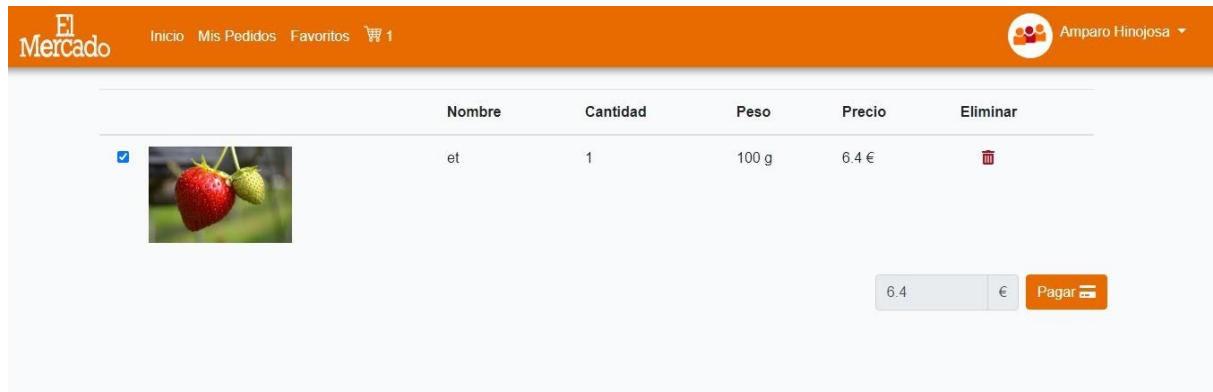 El
Mercado
Inicio Mis Pedidos Favoritos 1
Amparo Hinojosa
Nombre Cantidad Peso Precio Eliminar
et 1 100 g 6.4 €
6.4 € Pagar